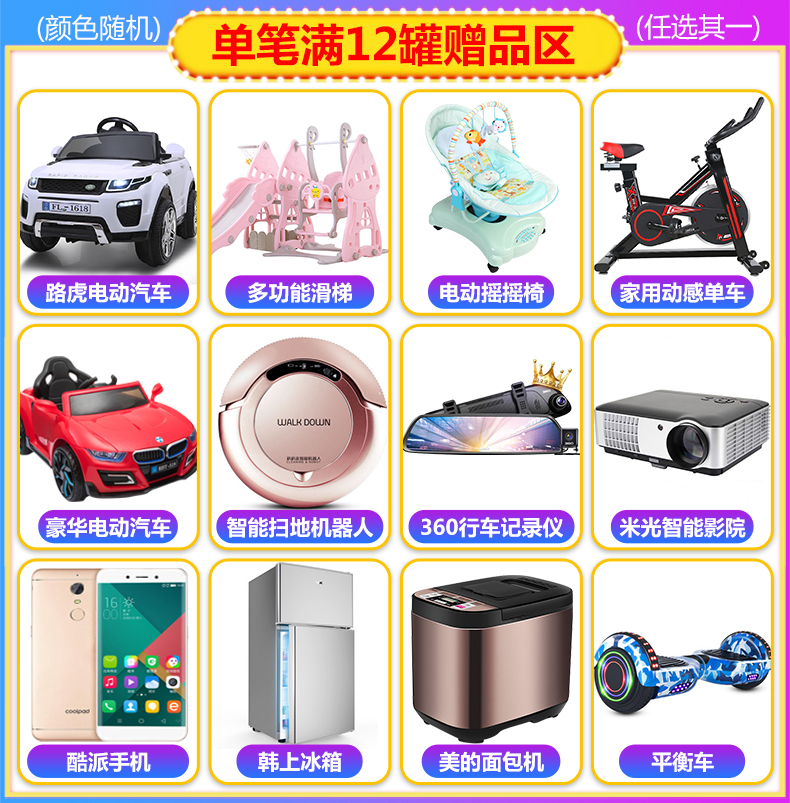 (颜色随机)
单笔满12罐赠品区
(任选其一)
FL-1618
路虎电动汽车
多功能滑梯
电动摇摇椅
家用动感单车
豪华电动汽车
WALK DOWN
CLEANING A ROBOT
智能扫地机器人
360行车记录仪
米光智能影院
16
coolpad
酷派手机
韩上冰箱
美的面包机
平衡车